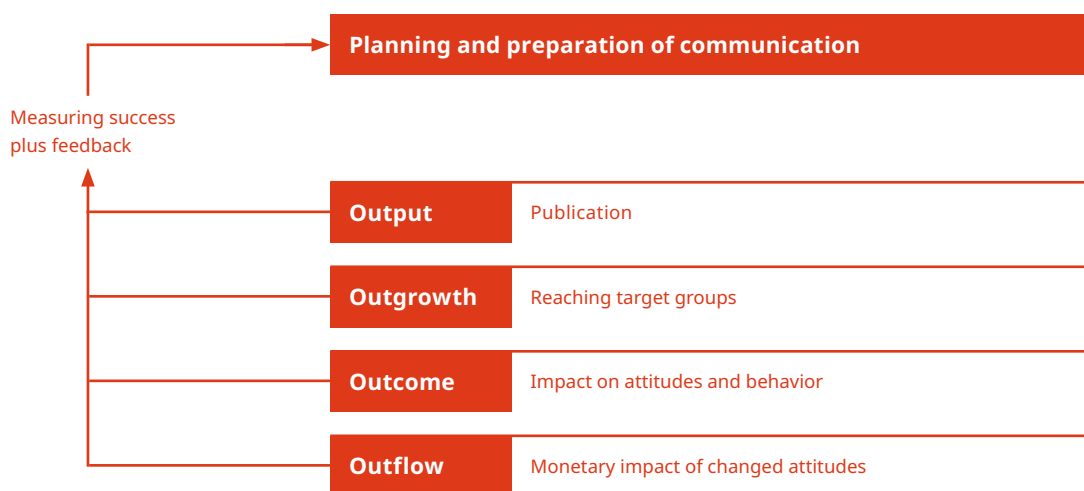 Planning and preparation of communication
Measuring success
plus feedback
Output
Publication
Outgrowth
Reaching target groups
Outcome
Impact on attitudes and behavior
Outflow
Monetary impact of changed attitudes